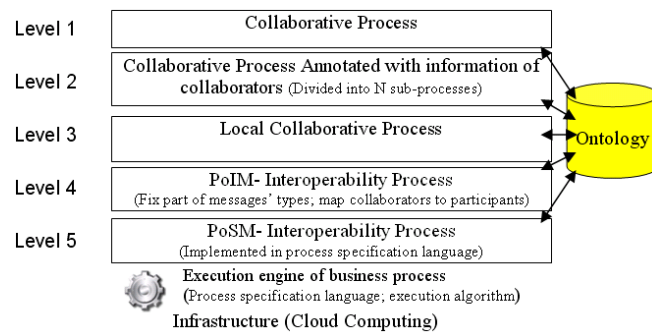 Level 1
Collaborative Process
Level 2
Collaborative Process Annotated with information of
collaborators (Divided into N sub-processes)
Level 3
Local Collaborative Process
Ontology
Level 4
PoIM- Interoperability Process
(Fix part of messages' types; map collaborators to participants)
Level 5
PoSM- Interoperability Process
(Implemented in process specification language)
Execution engine of business process
(Process specification language; execution algorithm)
Infrastructure (Cloud Computing)